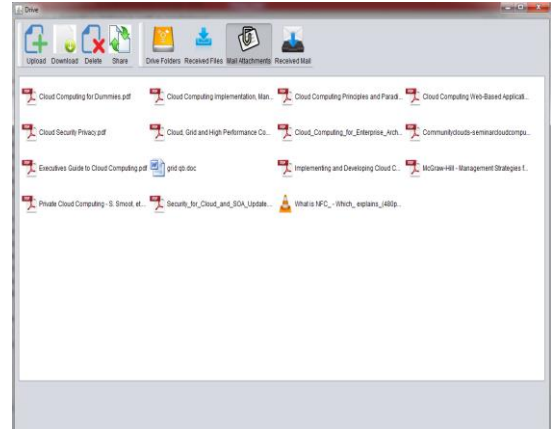 Drive
Upload Download Delete Share Drive Folders Received Files Mail Attachments Received Mail
Cloud Computing for Dummies.pdf Cloud Computing Implementation, Man... Cloud Computing Principles and Paradi... Cloud Computing Web-Based Applicati...
Cloud Security Privacy.pdf Cloud, Grid and High Performance Co... Cloud_Computing_for_Enterprise_Arch... Communityclouds-seminarcloudcompu...
Executives Guide to Cloud Computing.pdf grid qb.doc Implementing and Developing Cloud C... McGraw-Hill - Management Strategies f...
Private Cloud Computing - S. Smoot, et... Security_for_Cloud_and_SOA_Update... What is NFC_ - Which_ explains_(480p...